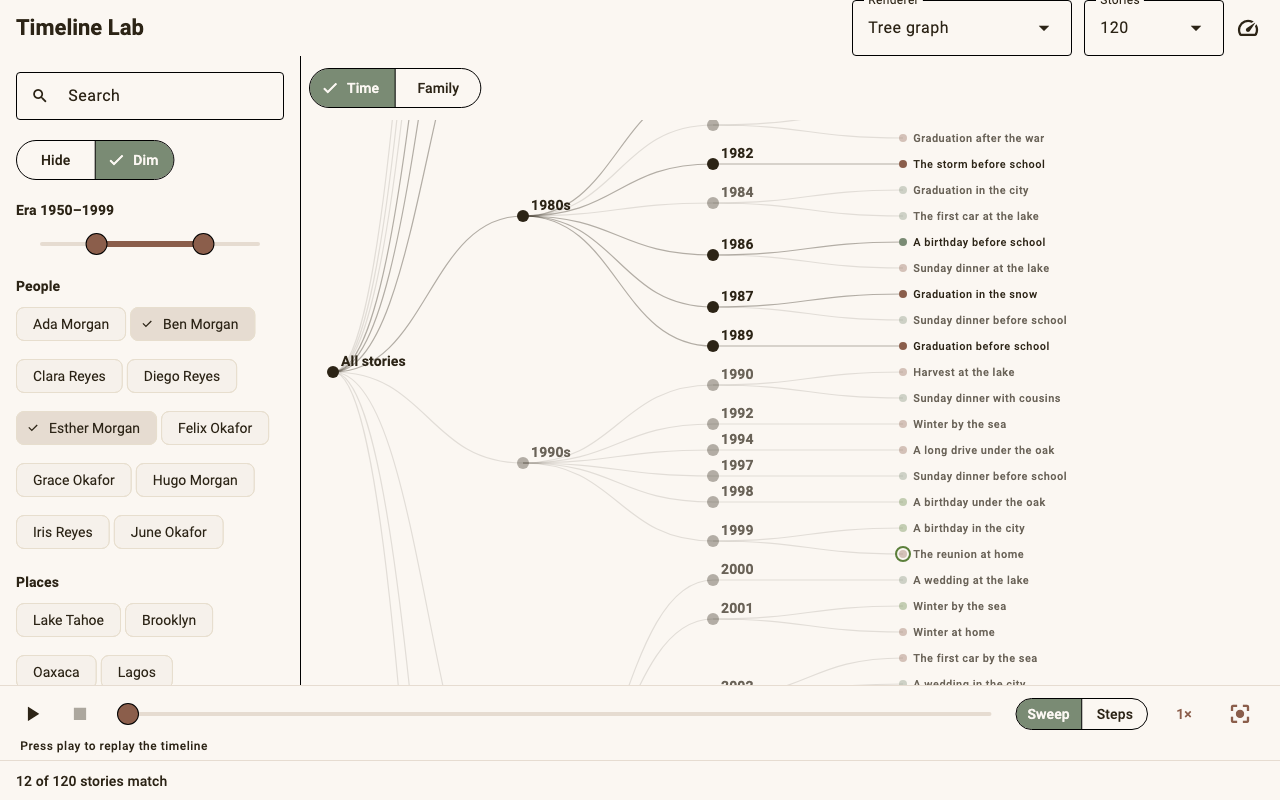 Timeline Lab
Renderer
Tree graph
Stories
120
Search
Hide
Dim
Era 1950–1999
People
Ada Morgan
Ben Morgan
Clara Reyes
Diego Reyes
Esther Morgan
Felix Okafor
Grace Okafor
Hugo Morgan
Iris Reyes
June Okafor
Places
Lake Tahoe
Brooklyn
Oaxaca
Lagos
Time
Family
All stories
1980s
1990s
1982
1984
1986
1987
1989
1990
1992
1994
1997
1998
1999
2000
2001
Graduation after the war
The storm before school
Graduation in the city
The first car at the lake
A birthday before school
Sunday dinner at the lake
Graduation in the snow
Sunday dinner before school
Graduation before school
Harvest at the lake
Sunday dinner with cousins
Winter by the sea
A long drive under the oak
Sunday dinner before school
A birthday under the oak
A birthday in the city
The reunion at home
A wedding at the lake
Winter by the sea
Winter at home
The first car by the sea
A wedding in the city
Sweep
Steps
1×
Press play to replay the timeline
12 of 120 stories match